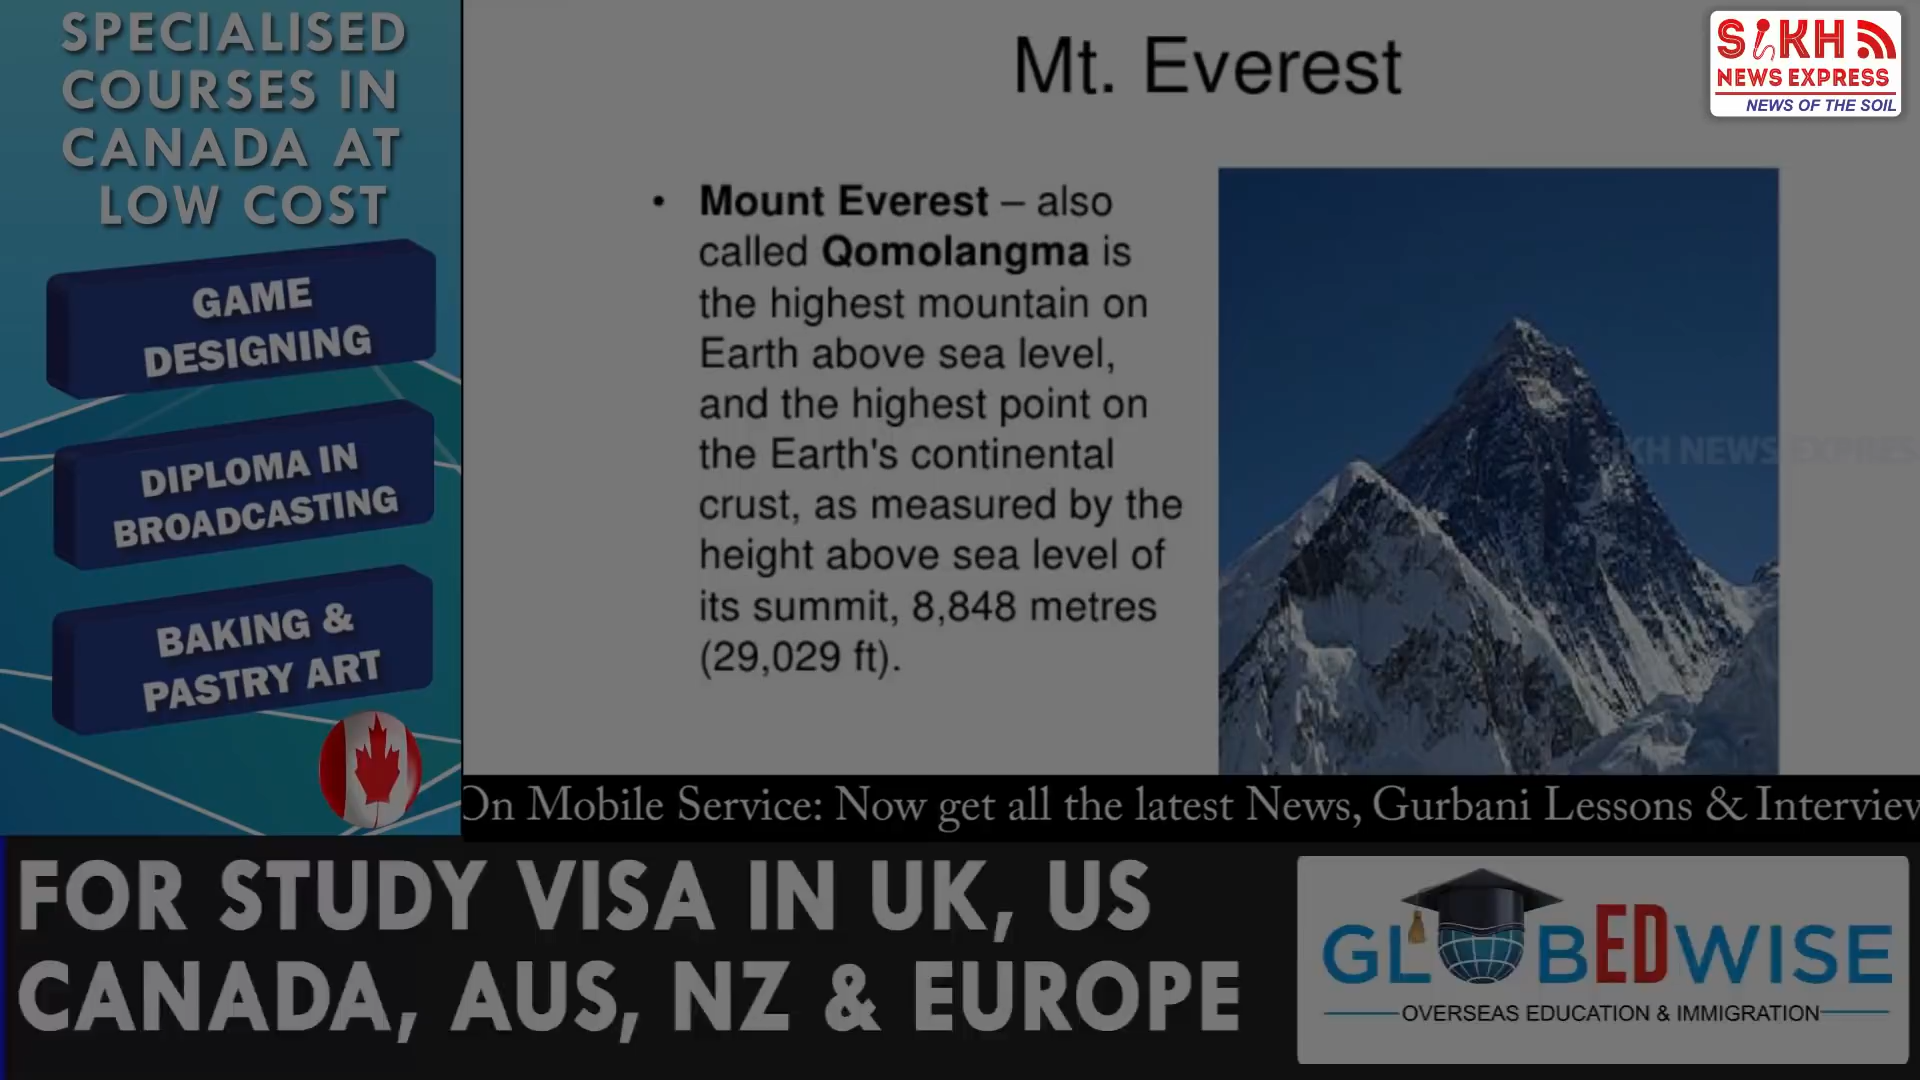 SPECIALISED
COURSES IN
CANADA AT
LOW COST
GAME
DESIGNING
DIPLOMA IN
BROADCASTING
BAKING &
PASTRY ART
Mt. Everest
• Mount Everest – also
called Qomolangma is
the highest mountain on
Earth above sea level,
and the highest point on
the Earth's continental
crust, as measured by the
height above sea level of
its summit, 8,848 metres
(29,029 ft).
SIKH
NEWS EXPRESS
NEWS OF THE SOIL
SIKH NEWS EXPRES
On Mobile Service: Now get all the latest News, Gurbani Lessons & Interview
FOR STUDY VISA IN UK, US
CANADA, AUS, NZ & EUROPE
GLOBEDWISE
OVERSEAS EDUCATION & IMMIGRATION